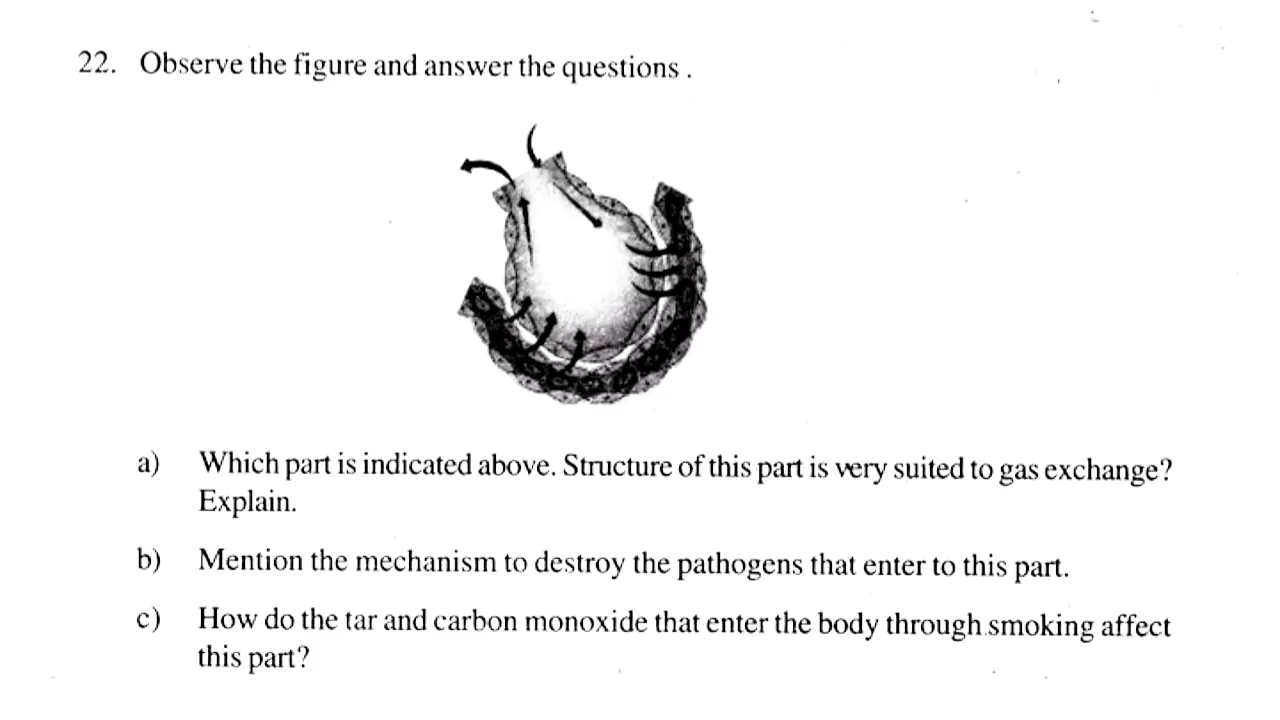 22. Observe the figure and answer the questions .
a) Which part is indicated above. Structure of this part is very suited to gas exchange?
Explain.
b) Mention the mechanism to destroy the pathogens that enter to this part.
c) How do the tar and carbon monoxide that enter the body through smoking affect
this part?